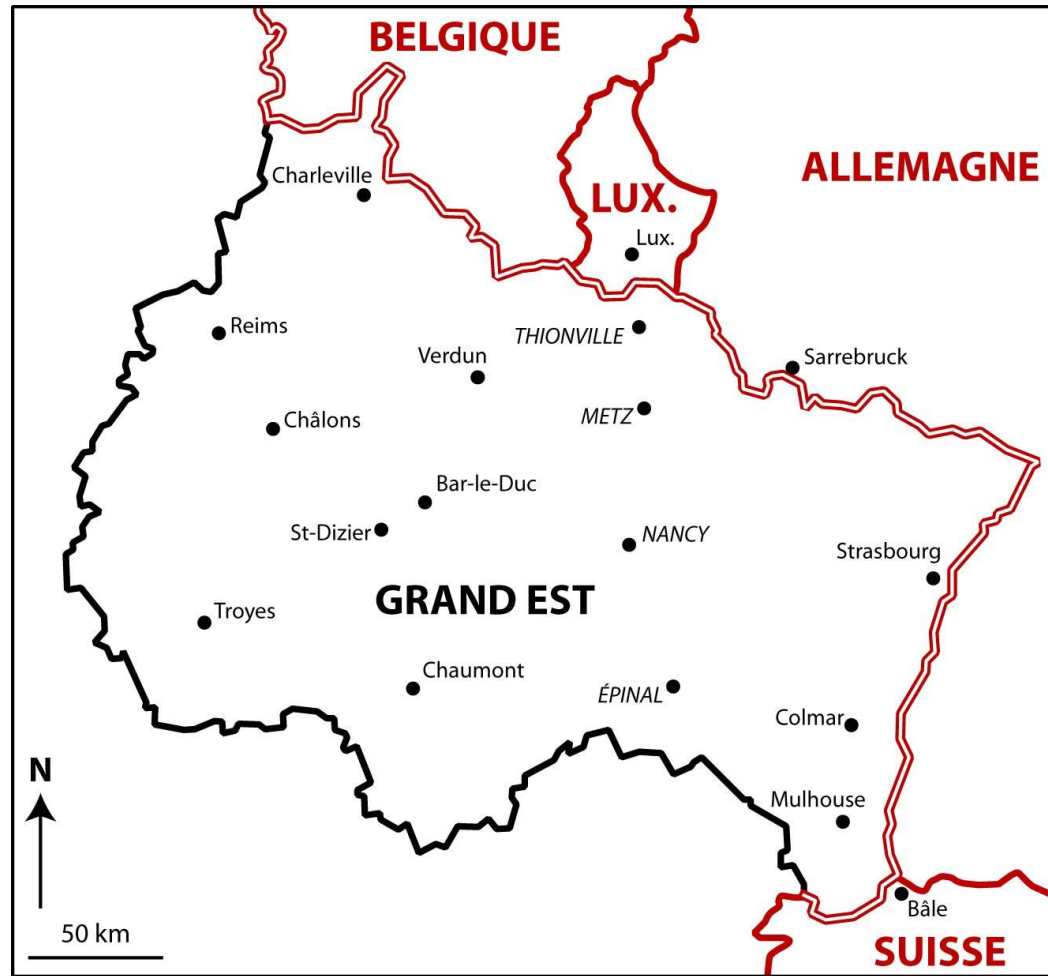 BELGIQUE
ALLEMAGNE
Charleville
LUX.
Lux.
Reims
THIONVILLE
Verdun
Sarrebruck
METZ
Châlons
Bar-le-Duc
St-Dizier
NANCY
Strasbourg
GRAND EST
Troyes
Chaumont
ÉPINAL
Colmar
N
Mulhouse
Bâle
50 km
SUISSE